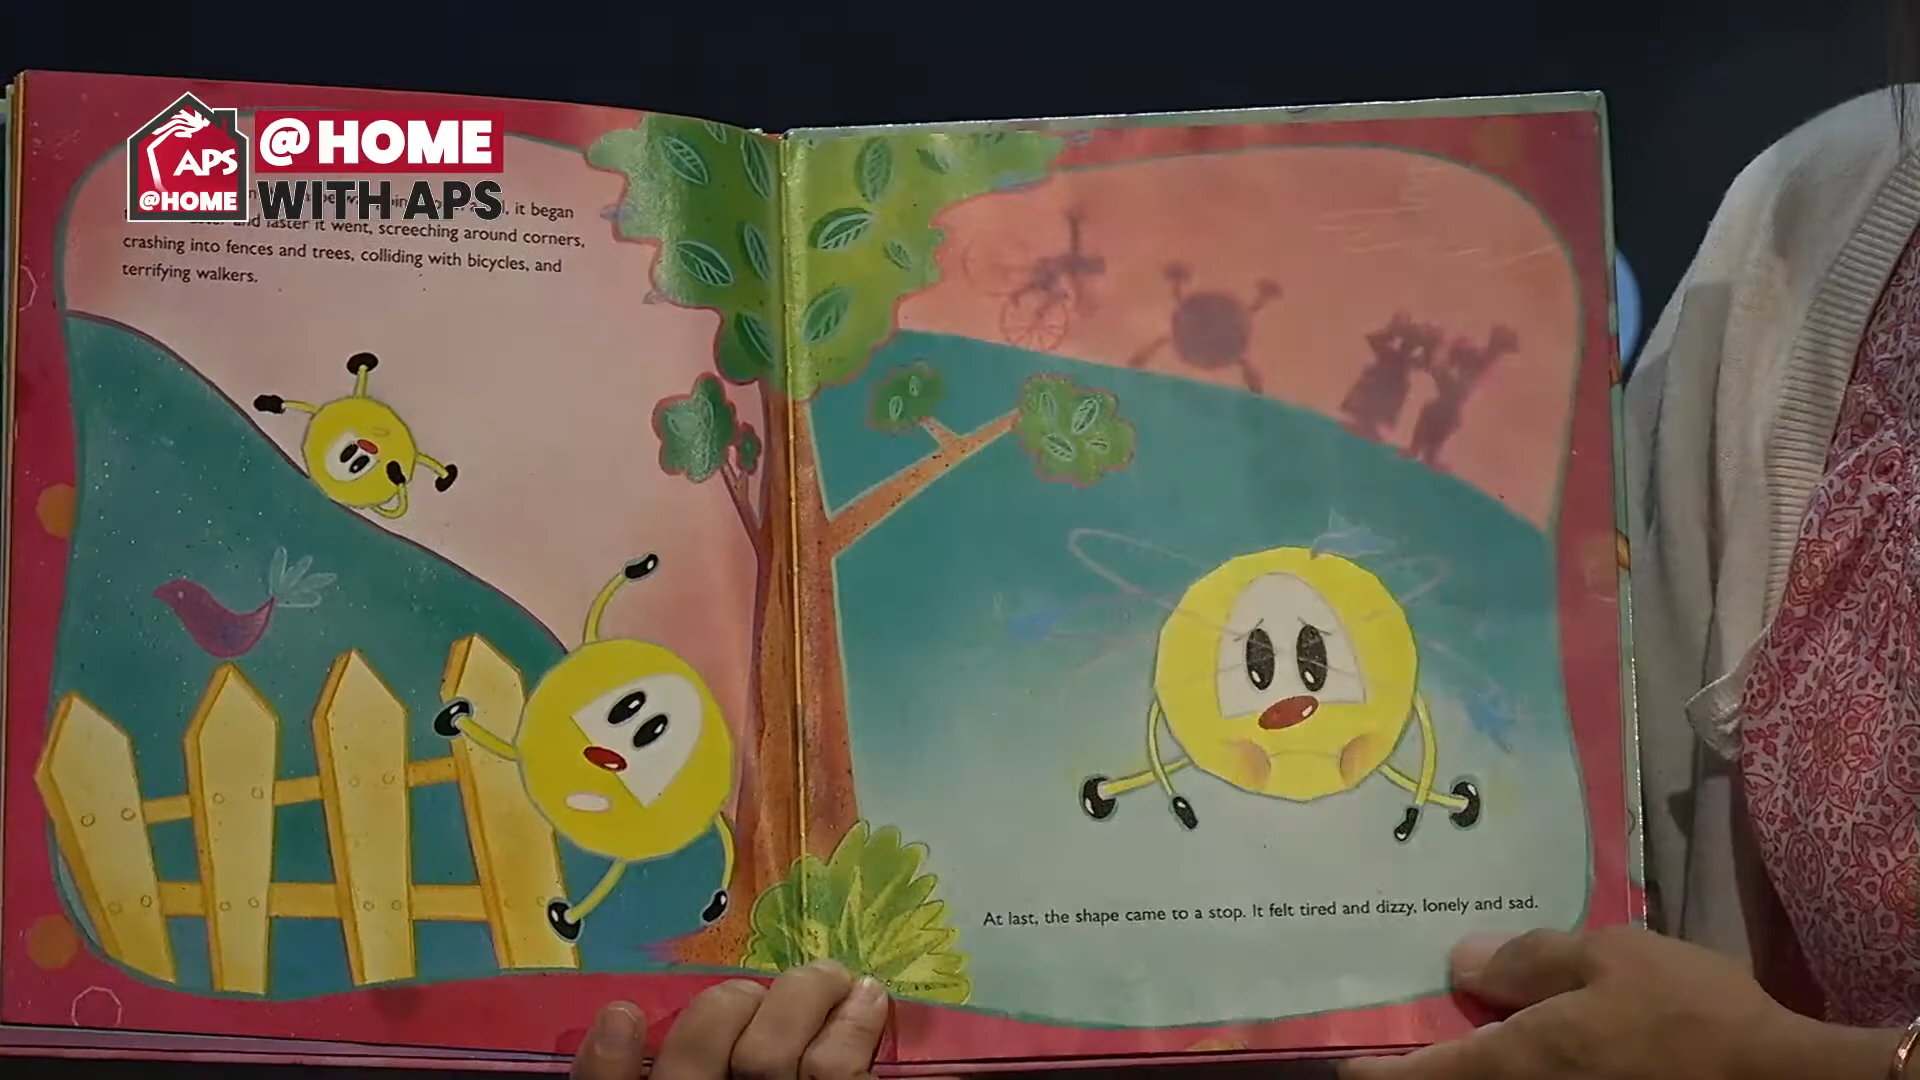 APS
@HOME
@HOME
WITH APS
it began
and faster it went, screeching around corners,
crashing into fences and trees, colliding with bicycles, and
terrifying walkers.
At last, the shape came to a stop. It felt tired and dizzy, lonely and sad.